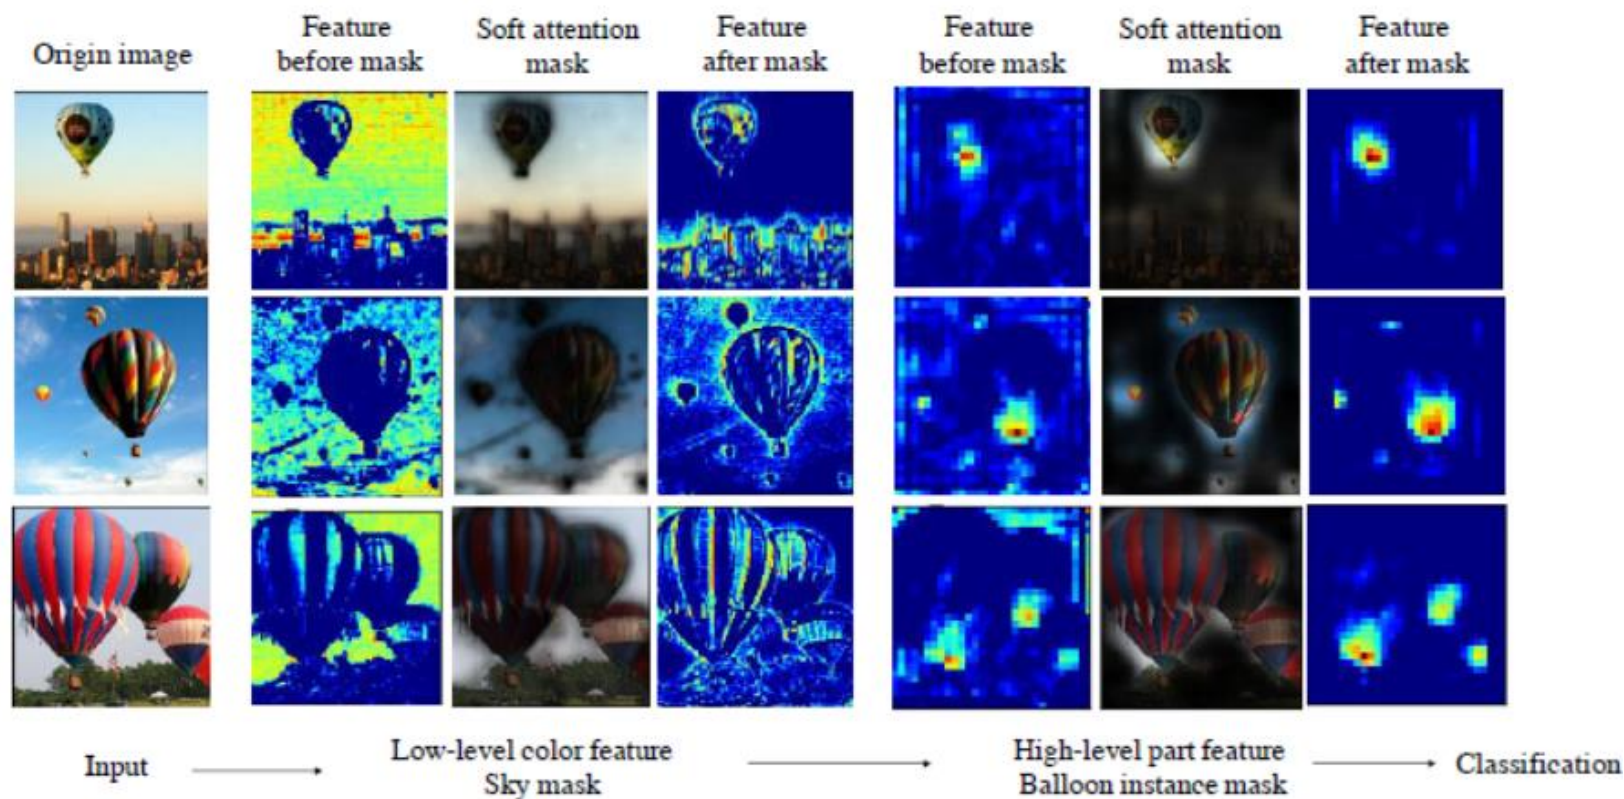 Origin image
Feature
before mask
Soft attention
mask
Feature
after mask
Feature
before mask
Soft attention
mask
Feature
after mask
Input
Low-level color feature
Sky mask
High-level part feature
Balloon instance mask
Classification